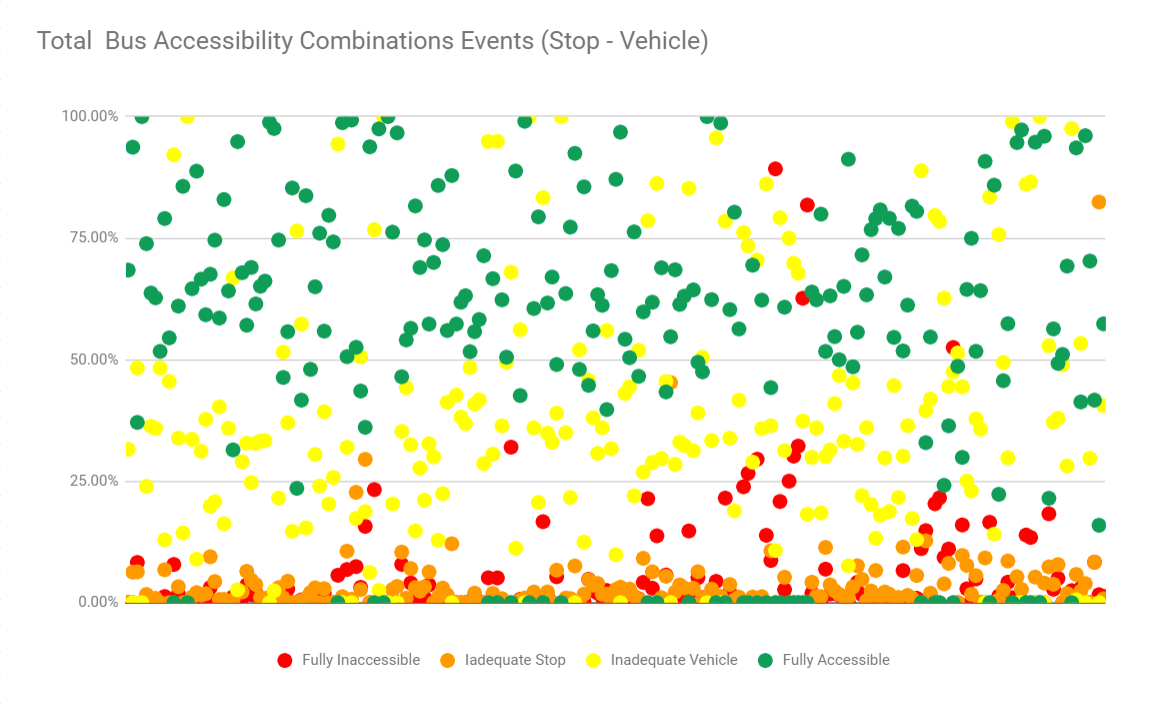 Total  Bus Accessibility Combinations Events (Stop - Vehicle)
100.00%
75.00%
50.00%
25.00%
0.00%
Fully Inaccessible Iadequate Stop Inadequate Vehicle Fully Accessible